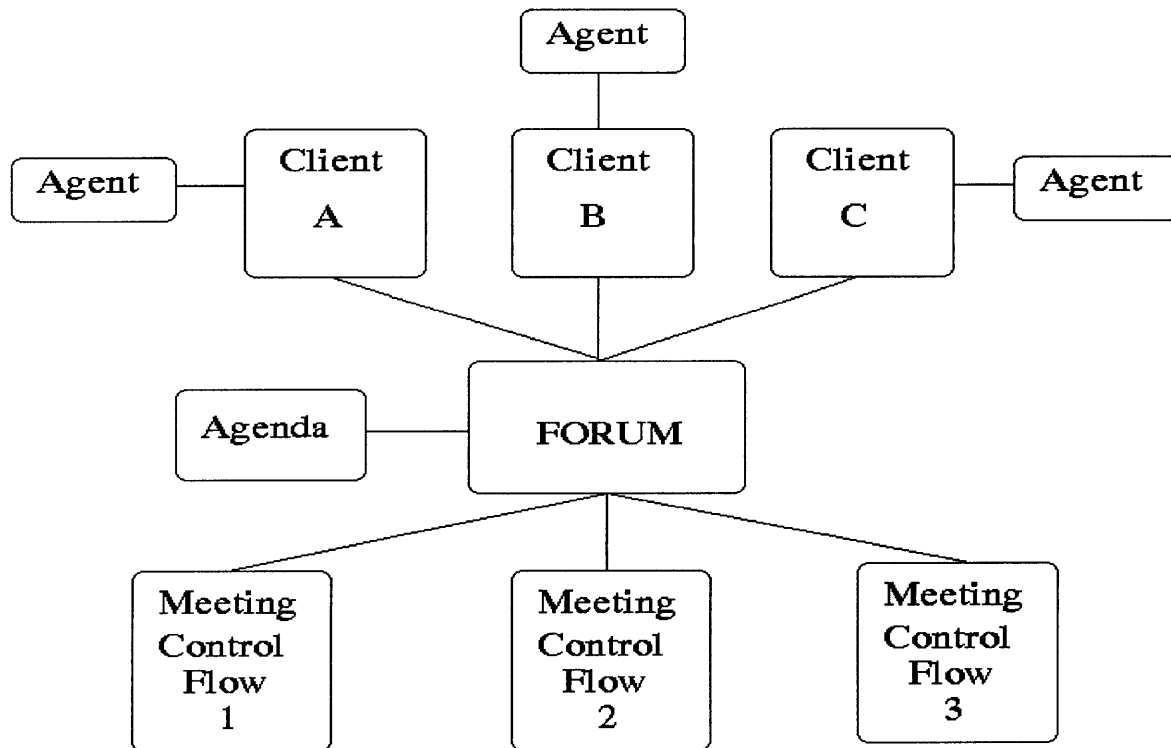 Agent
Agent
Client
A
Client
B
Client
C
Agent
Agenda
FORUM
Meeting
Control
Flow
1
Meeting
Control
Flow
2
Meeting
Control
Flow
3